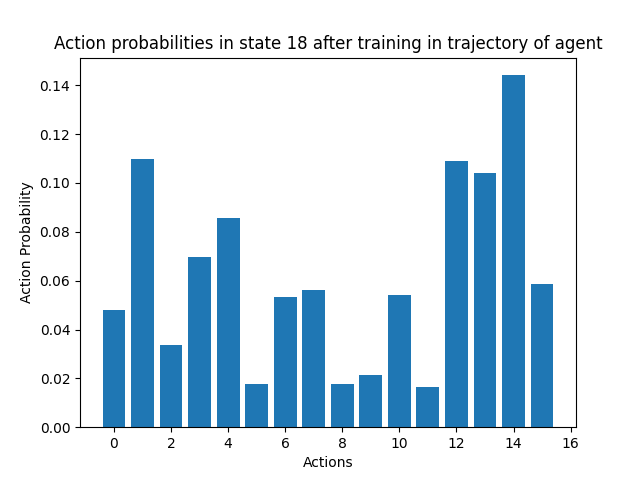 Action probabilities in state 18 after training in trajectory of agent
0.14
0.12
0.10
0.08
0.06
0.04
0.02
0.00
Action Probability
0 2 4 6 8 10 12 14 16
Actions